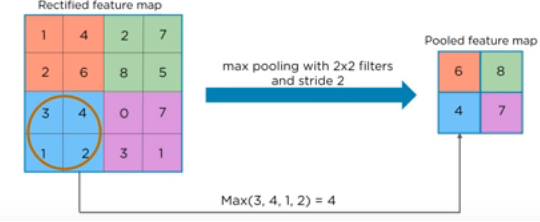 Rectified feature map
1 4 2 7
2 6 8 5
3 4 0 7
1 2 3 1
max pooling with 2x2 filters
and stride 2
Pooled feature map
6 8
4 7
Max(3, 4, 1, 2) = 4